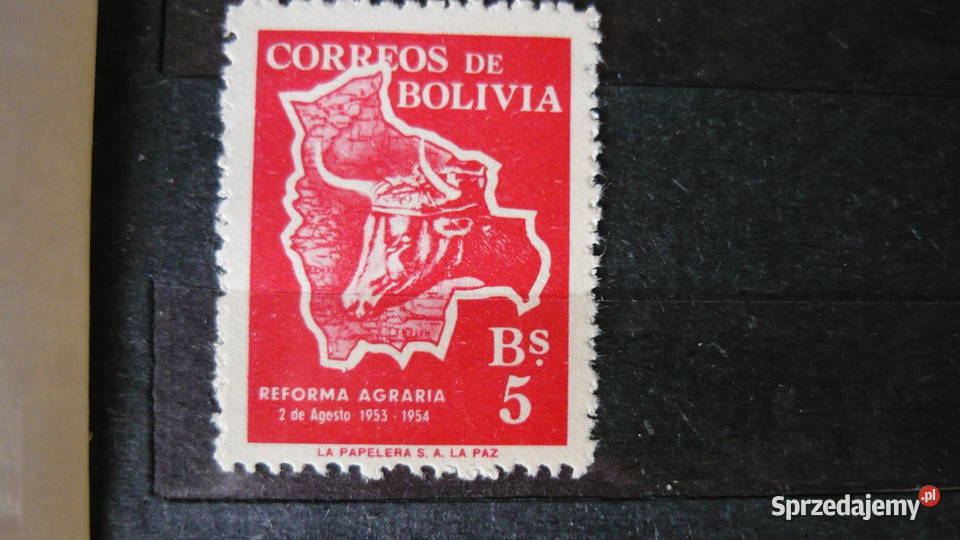 CORREOS DE
BOLIVIA
Bs.
5
REFORMA AGRARIA
2 de Agosto 1953 - 1954
LA PAPELERA S. A. LA PAZ
Sprzedajemy.pl